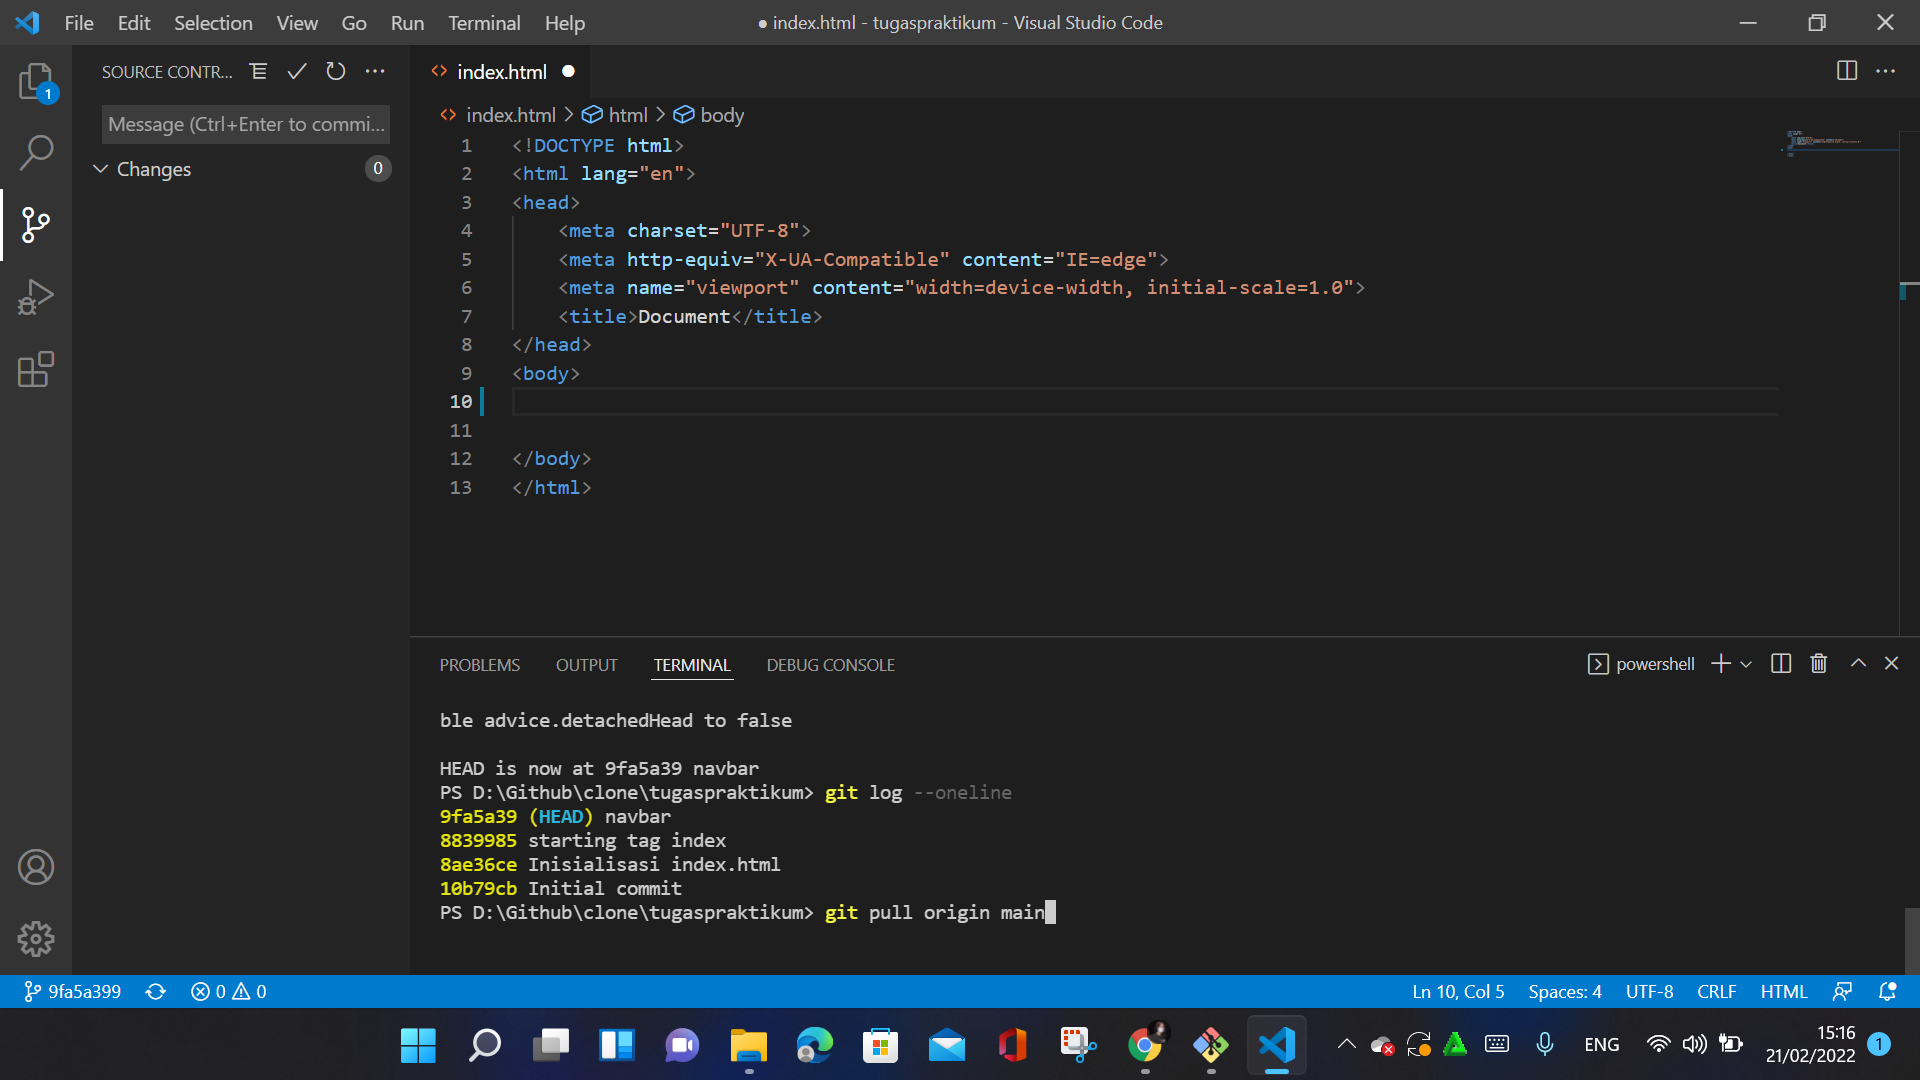 File Edit Selection View Go Run Terminal Help
● index.html - tugaspraktikum - Visual Studio Code
SOURCE CONTR...
index.html
1
Message (Ctrl+Enter to commi...
Changes 0
index.html > html > body
1 <!DOCTYPE html>
2 <html lang="en">
3 <head>
4 <meta charset="UTF-8">
5 <meta http-equiv="X-UA-Compatible" content="IE=edge">
6 <meta name="viewport" content="width=device-width, initial-scale=1.0">
7 <title>Document</title>
8 </head>
9 <body>
10
11
12 </body>
13 </html>
PROBLEMS OUTPUT TERMINAL DEBUG CONSOLE
powershell
ble advice.detachedHead to false
HEAD is now at 9fa5a39 navbar
PS D:\Github\clone\tugaspraktikum> git log --oneline
9fa5a39 (HEAD) navbar
8839985 starting tag index
8ae36ce Inisialisasi index.html
10b79cb Initial commit
PS D:\Github\clone\tugaspraktikum> git pull origin main
9fa5a399 0 0
Ln 10, Col 5 Spaces: 4 UTF-8 CRLF HTML
ENG
15:16
21/02/2022
1